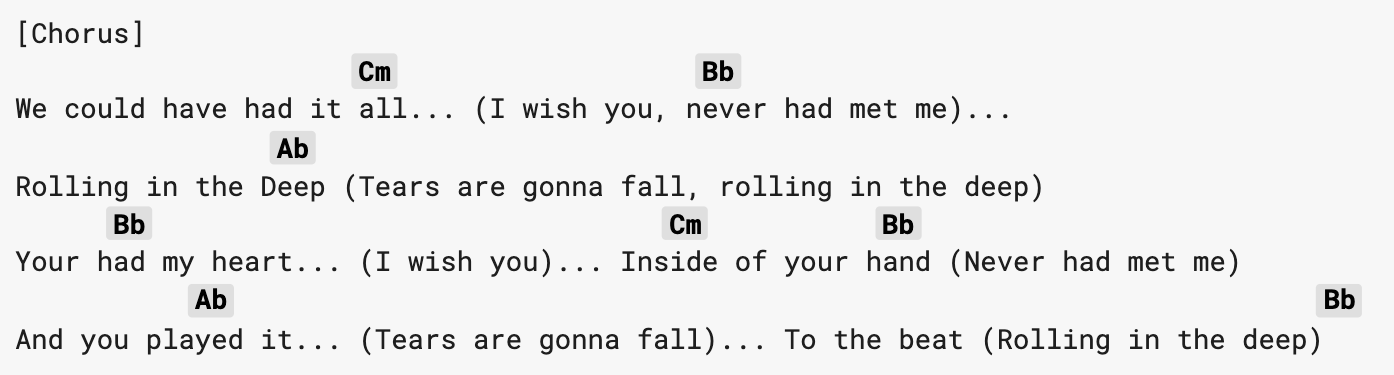 [Chorus]
Cm Bb
We could have had it all... (I wish you, never had met me)...
Ab
Rolling in the Deep (Tears are gonna fall, rolling in the deep)
Bb Cm Bb
Your had my heart... (I wish you)... Inside of your hand (Never had met me)
Ab Bb
And you played it... (Tears are gonna fall)... To the beat (Rolling in the deep)